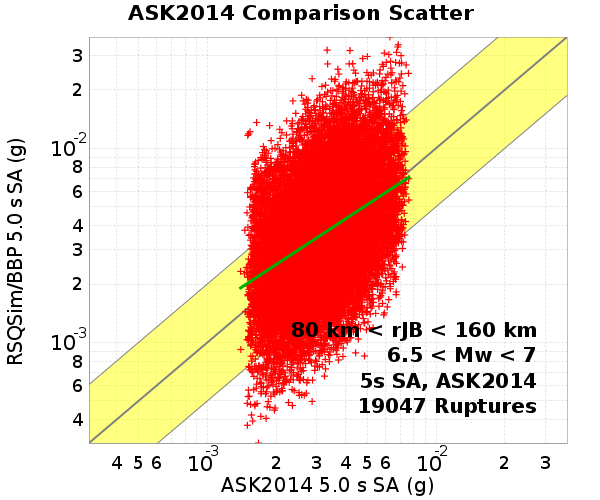 ASK2014 Comparison Scatter
RSQSim/BBP 5.0 s SA (g)
3
2
10-2
8
6
4
3
2
10-3
8
6
4
80 km < rJB < 160 km
6.5 < Mw < 7
5s SA, ASK2014
19047 Ruptures
4 5 6 10-3 2 3 4 5 6 10-2 2 3
ASK2014 5.0 s SA (g)